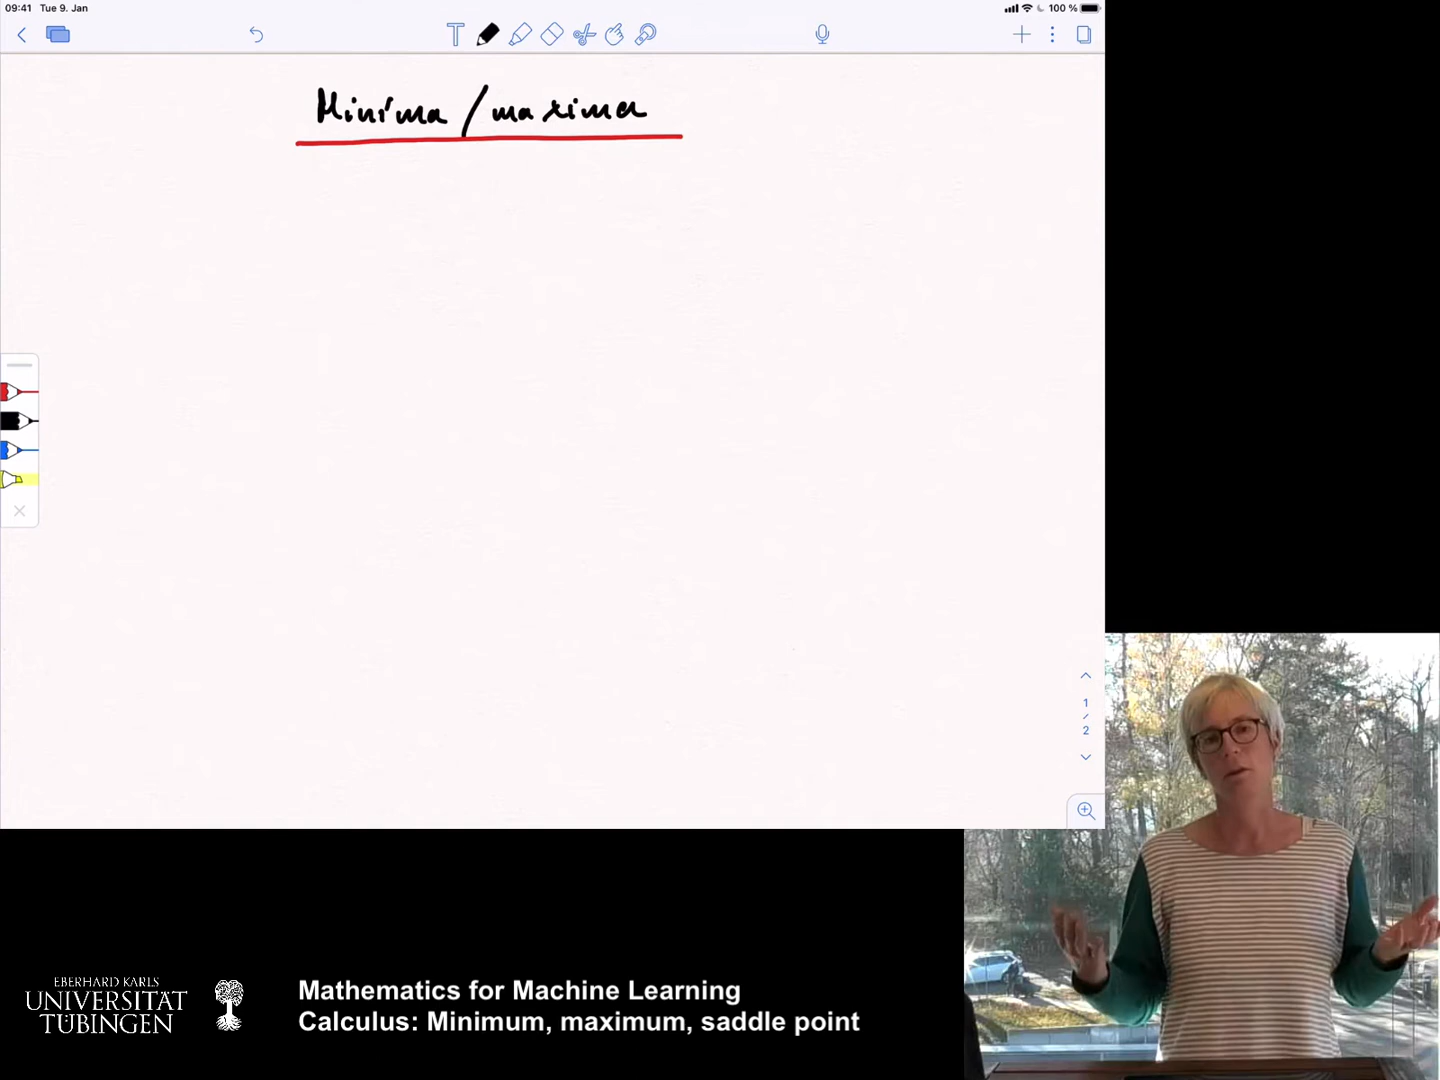 09:41 Tue 9. Jan
100 %
T
Minima / maxima
1
/
2
EBERHARD KARLS
UNIVERSITÄT
TÜBINGEN
Mathematics for Machine Learning
Calculus: Minimum, maximum, saddle point